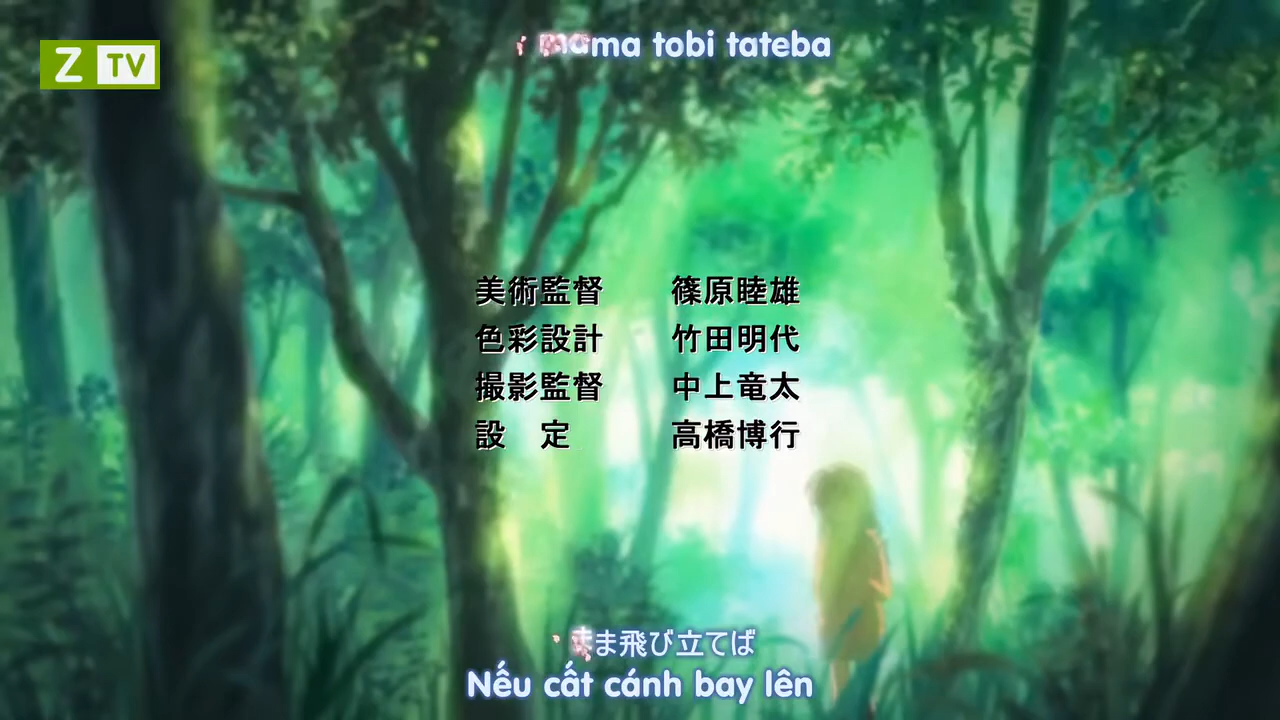 Z TV
mama tobi tateba
美術監督 篠原睦雄
色彩設計 竹田明代
撮影監督 中上竜太
設 定 高橋博行
まま飛び立てば
Nếu cất cánh bay lên